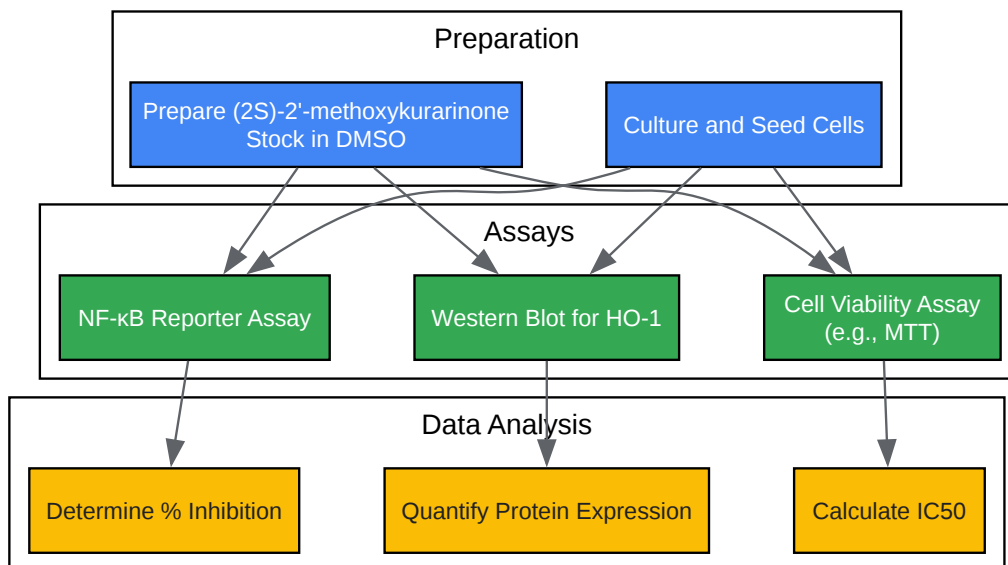 Preparation
Prepare (2S)-2'-methoxykurarinone
Stock in DMSO
Culture and Seed Cells
Assays
NF-κB Reporter Assay
Western Blot for HO-1
Cell Viability Assay
(e.g., MTT)
Data Analysis
Determine % Inhibition
Quantify Protein Expression
Calculate IC50